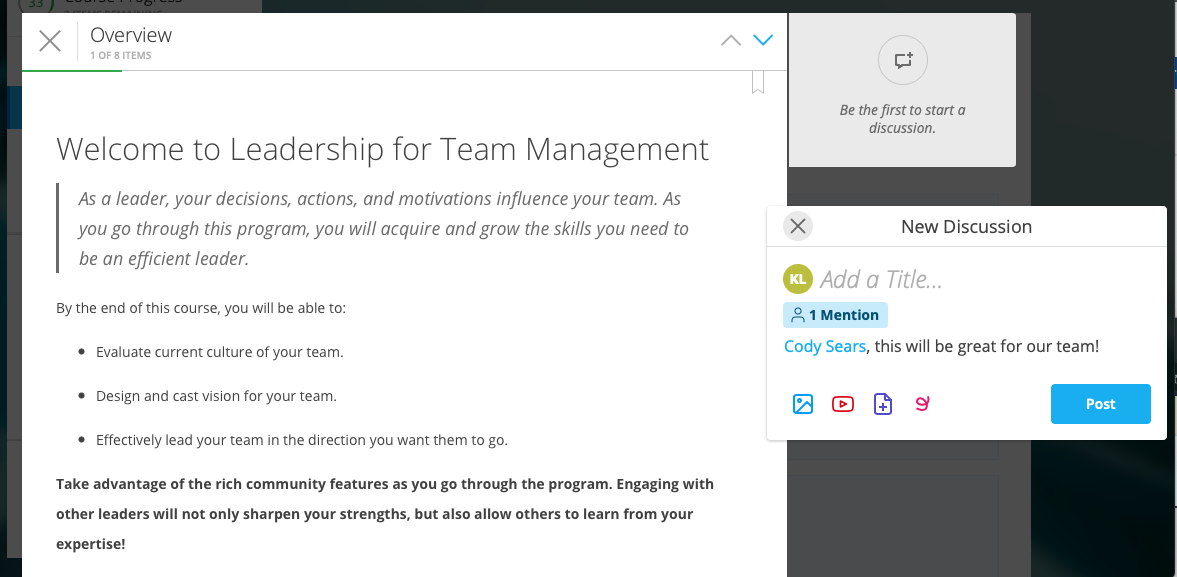 33
Course Progress
Overview
1 OF 8 ITEMS
Welcome to Leadership for Team Management
As a leader, your decisions, actions, and motivations influence your team. As
you go through this program, you will acquire and grow the skills you need to
be an efficient leader.
By the end of this course, you will be able to:
Evaluate current culture of your team.
Design and cast vision for your team.
Effectively lead your team in the direction you want them to go.
Take advantage of the rich community features as you go through the program. Engaging with
other leaders will not only sharpen your strengths, but also allow others to learn from your
expertise!
Be the first to start a
discussion.
New Discussion
KL
Add a Title...
1 Mention
Cody Sears, this will be great for our team!
Post